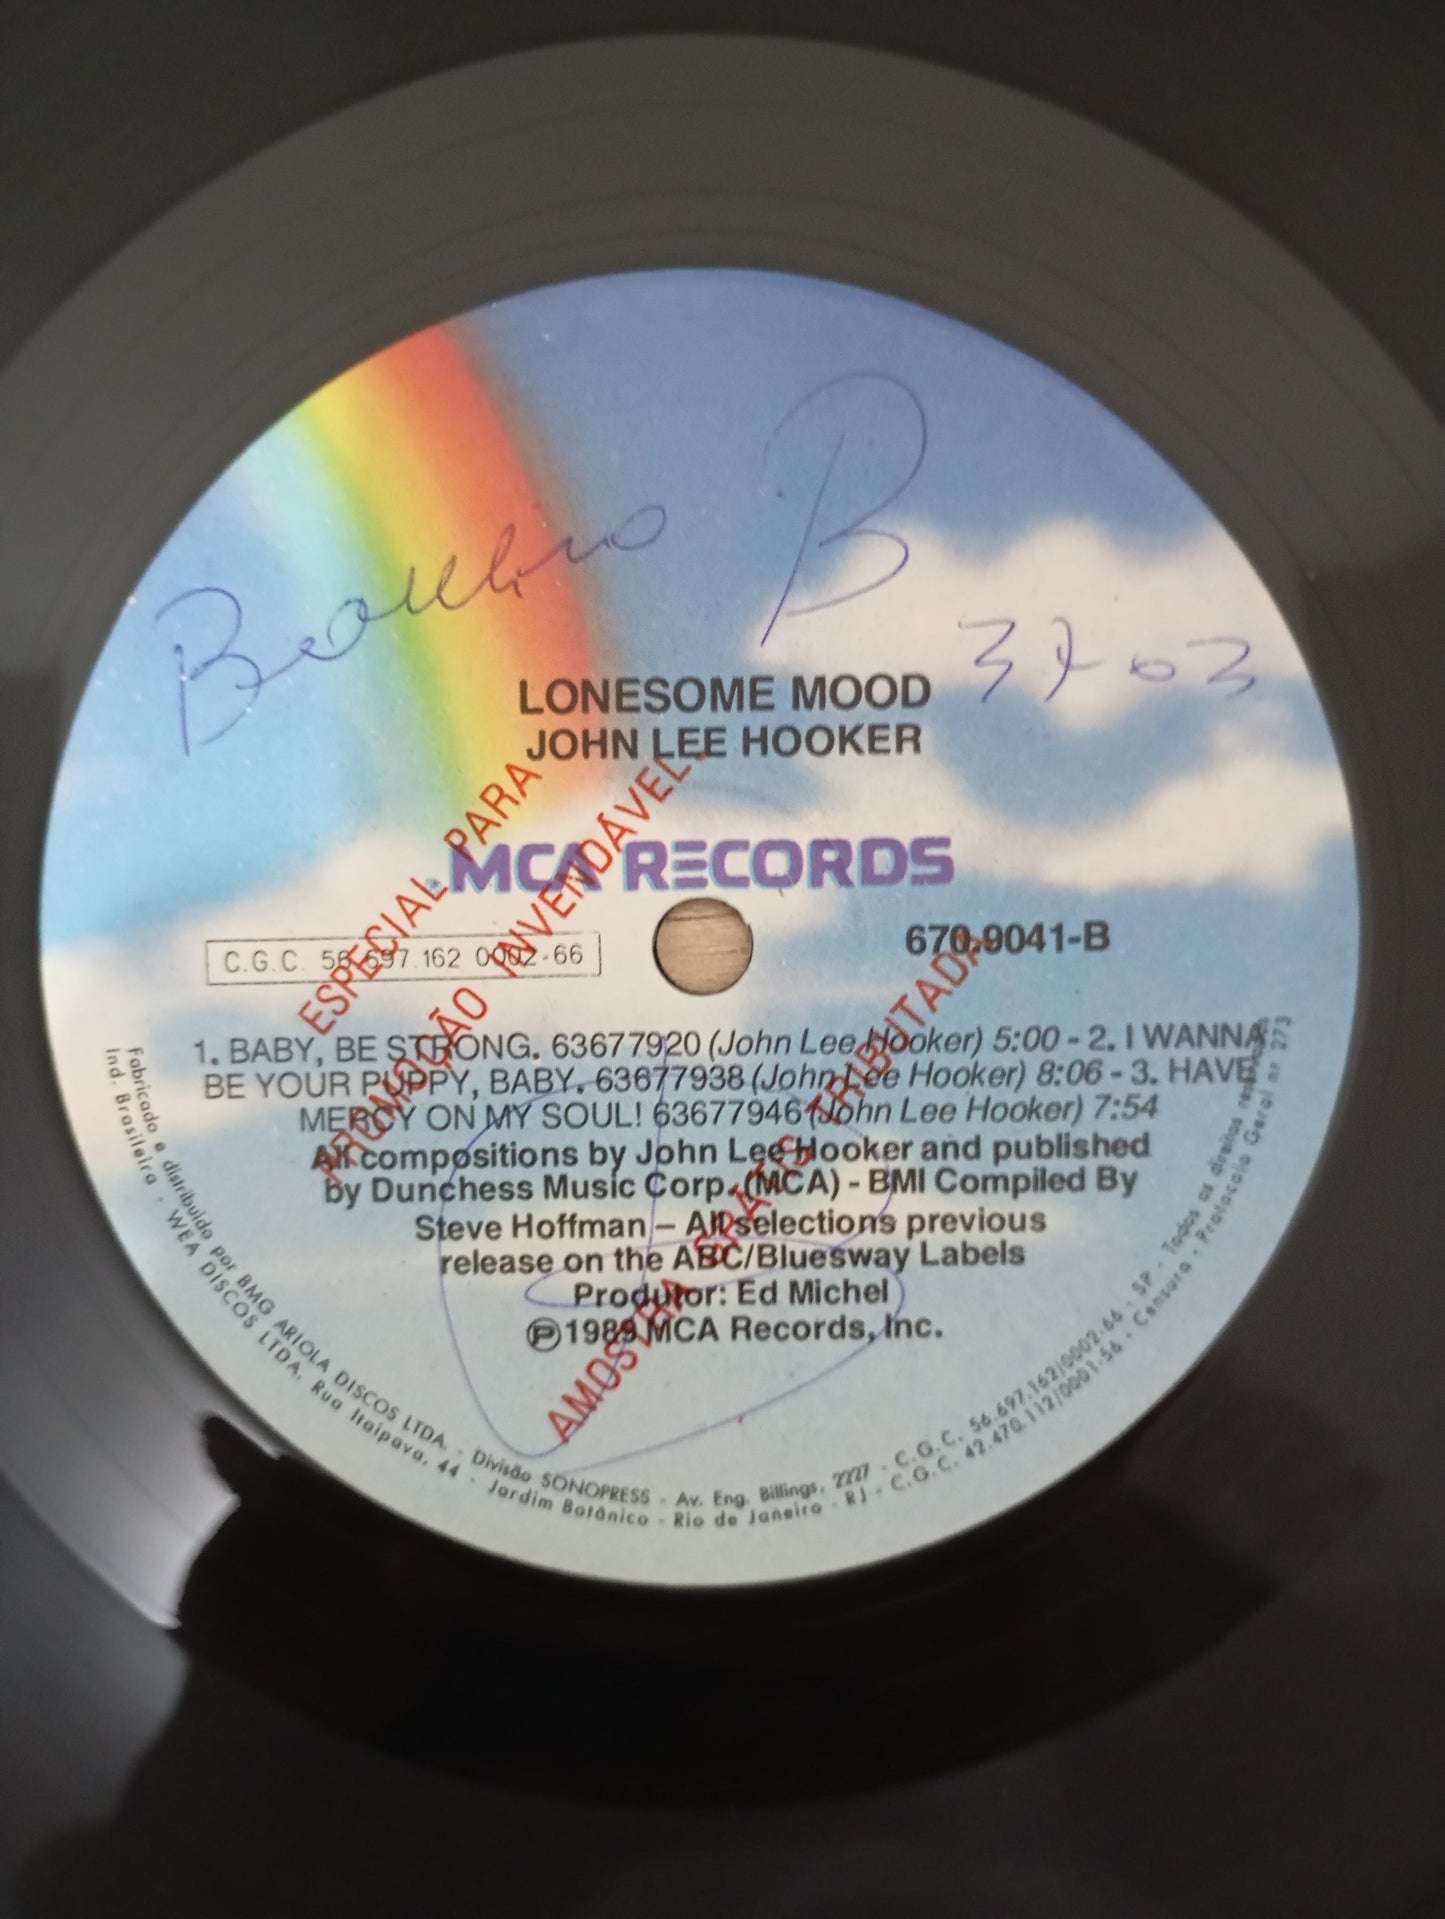 B
3703
LONESOME MOOD
JOHN LEE HOOKER
MCA RECORDS
ESPECIAL PARA
PROMOÇÃO INVENDÁVEL.
AMOSTRA GRÁTIS TRIBUTADA.
C.G.C. 56 697 162 0002-66
670.9041-B
1. BABY, BE STRONG. 63677920 (John Lee Hooker) 5:00 - 2. I WANNA
BE YOUR PUPPY, BABY. 63677938 (John Lee Hooker) 8:06 - 3. HAVE
MERCY ON MY SOUL! 63677946 (John Lee Hooker) 7:54
All compositions by John Lee Hooker and published
by Dunchess Music Corp. (MCA) - BMI Compiled By
Steve Hoffman – All selections previous
release on the ABC/Bluesway Labels
Produtor: Ed Michel
Ⓟ 1989 MCA Records, Inc.
Fabricado e distribuído por BMG ARIOLA DISCOS LTDA. - Divisão SONOPRESS - Av. Eng. Billings, 2227 - C.G.C. 56.697.162/0002-66 - SP - Todos os direitos reservados
Ind. Brasileira - WEA DISCOS LTDA. Rua Itaipava, 44 - Jardim Botânico - Rio de Janeiro - RJ - C.G.C. 42.470.112/0001-56 - Censura - Protocolo Geral nº 273